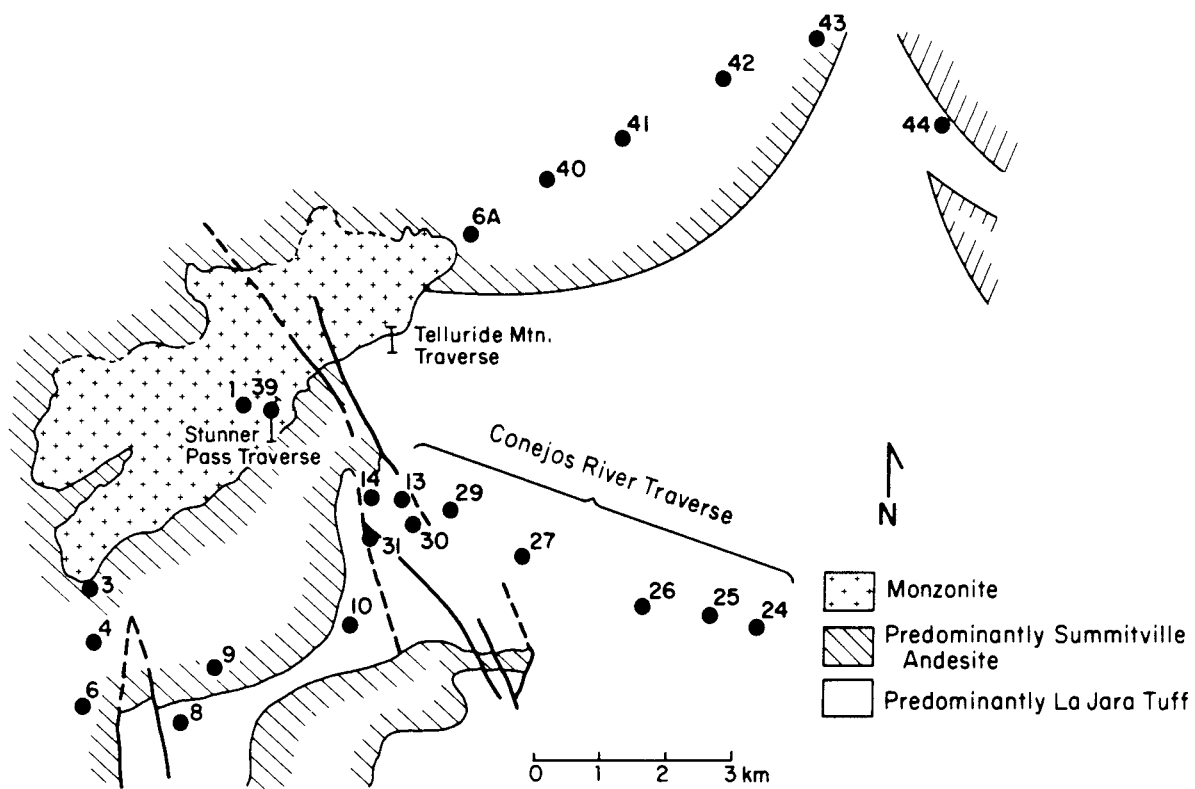 43
42
41
44
40
6A
Telluride Mtn.
Traverse
1 39
Stunner
Pass Traverse
Conejos River Traverse
14 13
29
30
31
27
N
3
26 25 24
Monzonite
4
10
Predominantly Summitville
Andesite
9
6
8
Predominantly La Jara Tuff
0 1 2 3 km